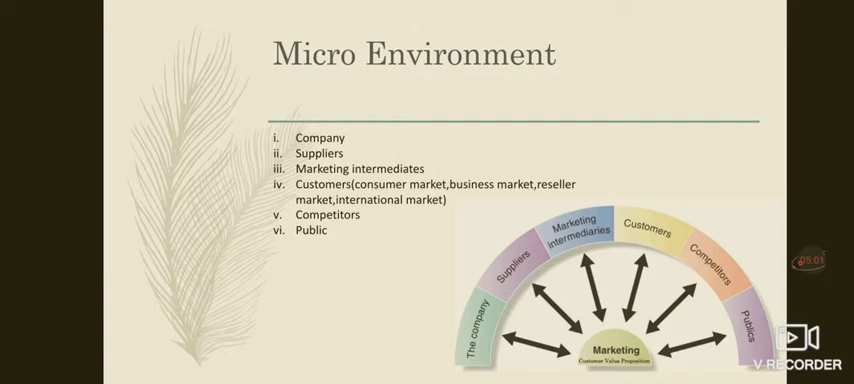 Micro Environment
i. Company
ii. Suppliers
iii. Marketing intermediates
iv. Customers(consumer market,business market,reseller
market,international market)
v. Competitors
vi. Public
The company
Suppliers
Marketing
intermediaries
Customers
Competitors
Publics
Marketing
Customer Value Proposition
05:01
V RECORDER